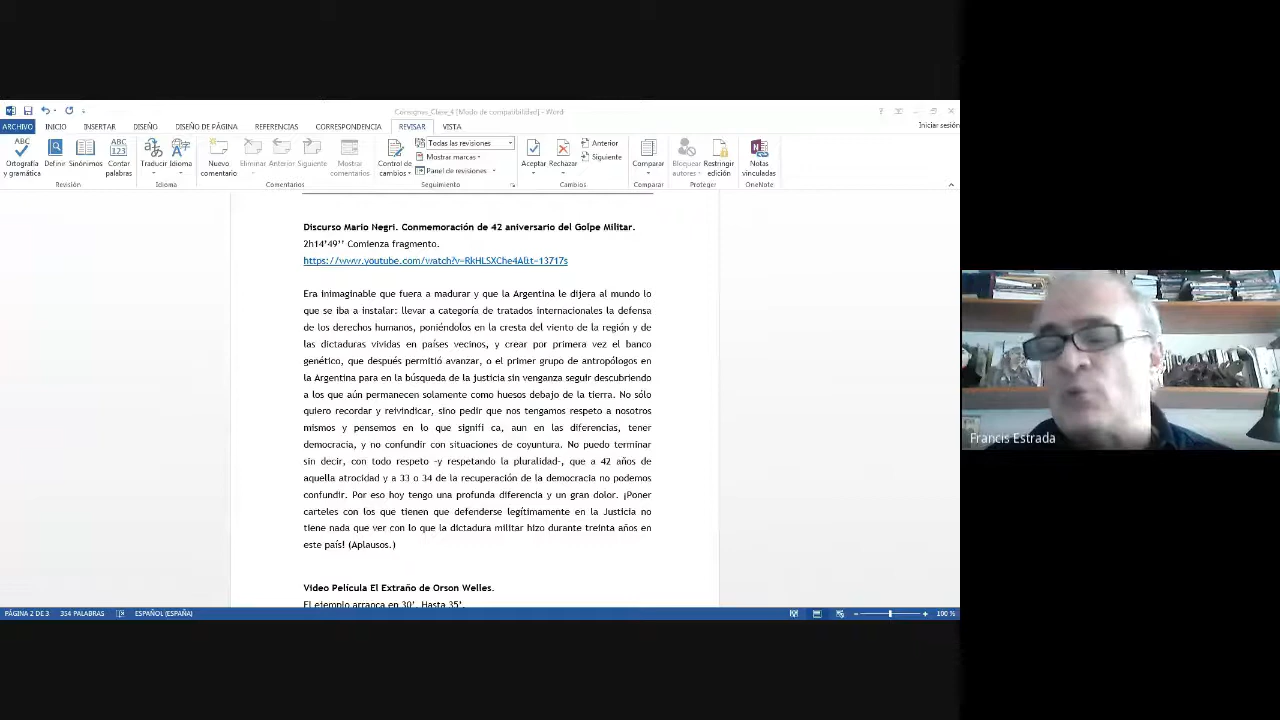 Consignas_Clase_4 [Modo de compatibilidad] - Word
ARCHIVO INICIO INSERTAR DISEÑO DISEÑO DE PÁGINA REFERENCIAS CORRESPONDENCIA REVISAR VISTA Iniciar sesión
Ortografía y gramática
Definir
Sinónimos
Contar palabras
Traducir
Idioma
Nuevo comentario
Eliminar
Anterior
Siguiente
Mostrar comentarios
Control de cambios
Todas las revisiones
Mostrar marcas
Panel de revisiones
Aceptar
Rechazar
Anterior
Siguiente
Comparar
Bloquear autores
Restringir edición
Notas vinculadas
Revisión Idioma Comentarios Seguimiento Cambios Comparar Proteger OneNote
Discurso Mario Negri. Conmemoración de 42 aniversario del Golpe Militar.
2h14'49'' Comienza fragmento.
https://www.youtube.com/watch?v=RkHLSXChe4A&t=13717s
Era inimaginable que fuera a madurar y que la Argentina le dijera al mundo lo
que se iba a instalar: llevar a categoría de tratados internacionales la defensa
de los derechos humanos, poniéndolos en la cresta del viento de la región y de
las dictaduras vividas en países vecinos, y crear por primera vez el banco
genético, que después permitió avanzar, o el primer grupo de antropólogos en
la Argentina para en la búsqueda de la justicia sin venganza seguir descubriendo
a los que aún permanecen solamente como huesos debajo de la tierra. No sólo
quiero recordar y reivindicar, sino pedir que nos tengamos respeto a nosotros
mismos y pensemos en lo que signifi ca, aun en las diferencias, tener
democracia, y no confundir con situaciones de coyuntura. No puedo terminar
sin decir, con todo respeto -y respetando la pluralidad-, que a 42 años de
aquella atrocidad y a 33 o 34 de la recuperación de la democracia no podemos
confundir. Por eso hoy tengo una profunda diferencia y un gran dolor. ¡Poner
carteles con los que tienen que defenderse legítimamente en la Justicia no
tiene nada que ver con lo que la dictadura militar hizo durante treinta años en
este país! (Aplausos.)
Video Película El Extraño de Orson Welles.
El ejemplo arranca en 30'. Hasta 35'.
PÁGINA 2 DE 3 354 PALABRAS ESPAÑOL (ESPAÑA) 100 %
Francis Estrada